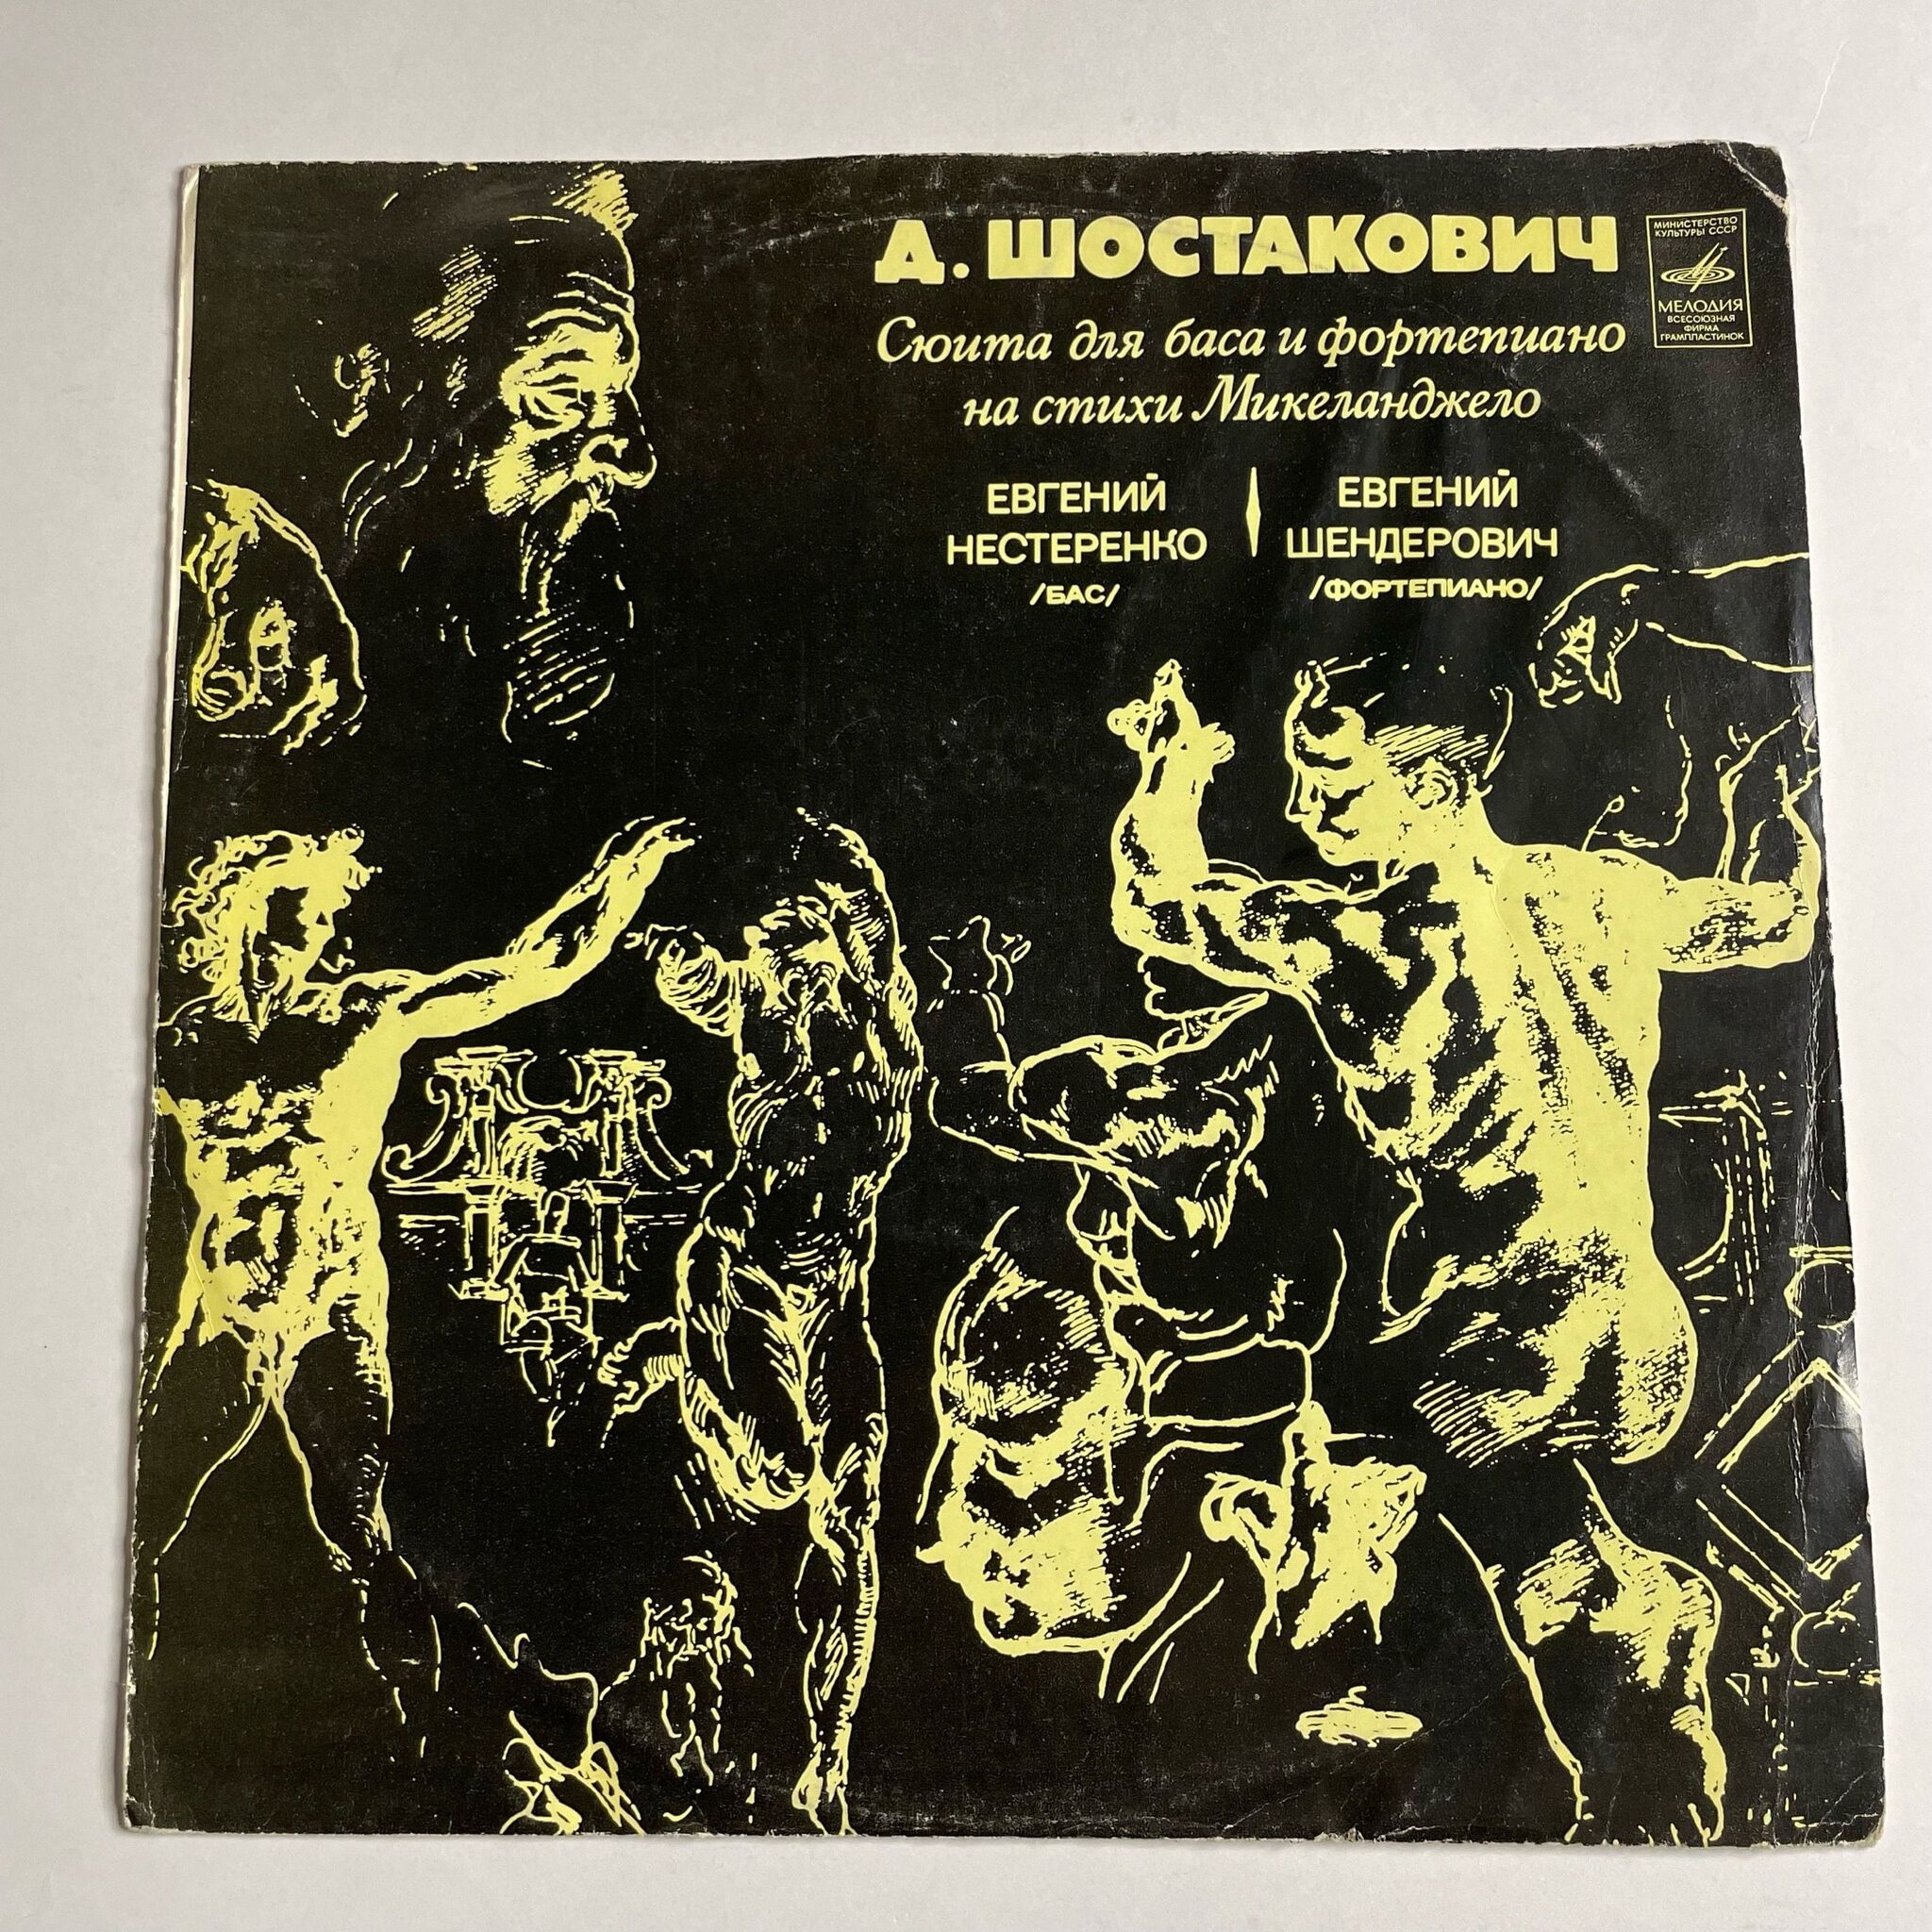 Д. ШОСТАКОВИЧ
Сюита для баса и фортепиано
на стихи Микеланджело
ЕВГЕНИЙ
НЕСТЕРЕНКО
/БАС/
ЕВГЕНИЙ
ШЕНДЕРОВИЧ
/ФОРТЕПИАНО/
МИНИСТЕРСТВО
КУЛЬТУРЫ СССР
МЕЛОДИЯ
ВСЕСОЮЗНАЯ
ФИРМА
ГРАМПЛАСТИНОК